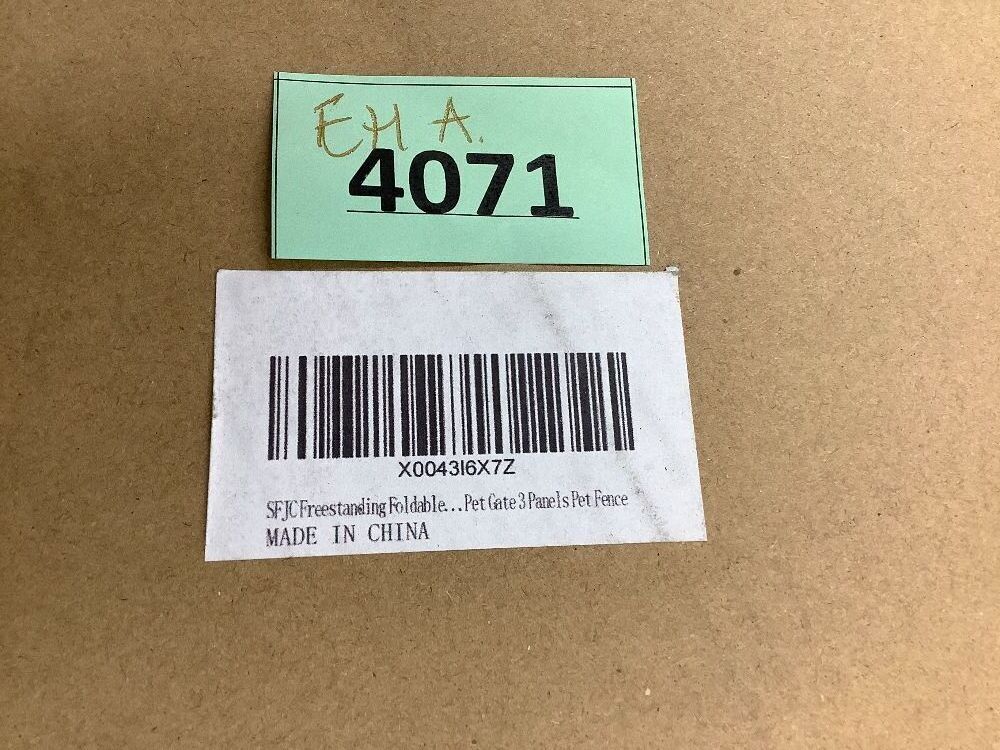 EH A.
4071
X0043I6X7Z
SFJC Freestanding Foldable...Pet Gate 3 Panels Pet Fence
MADE IN CHINA